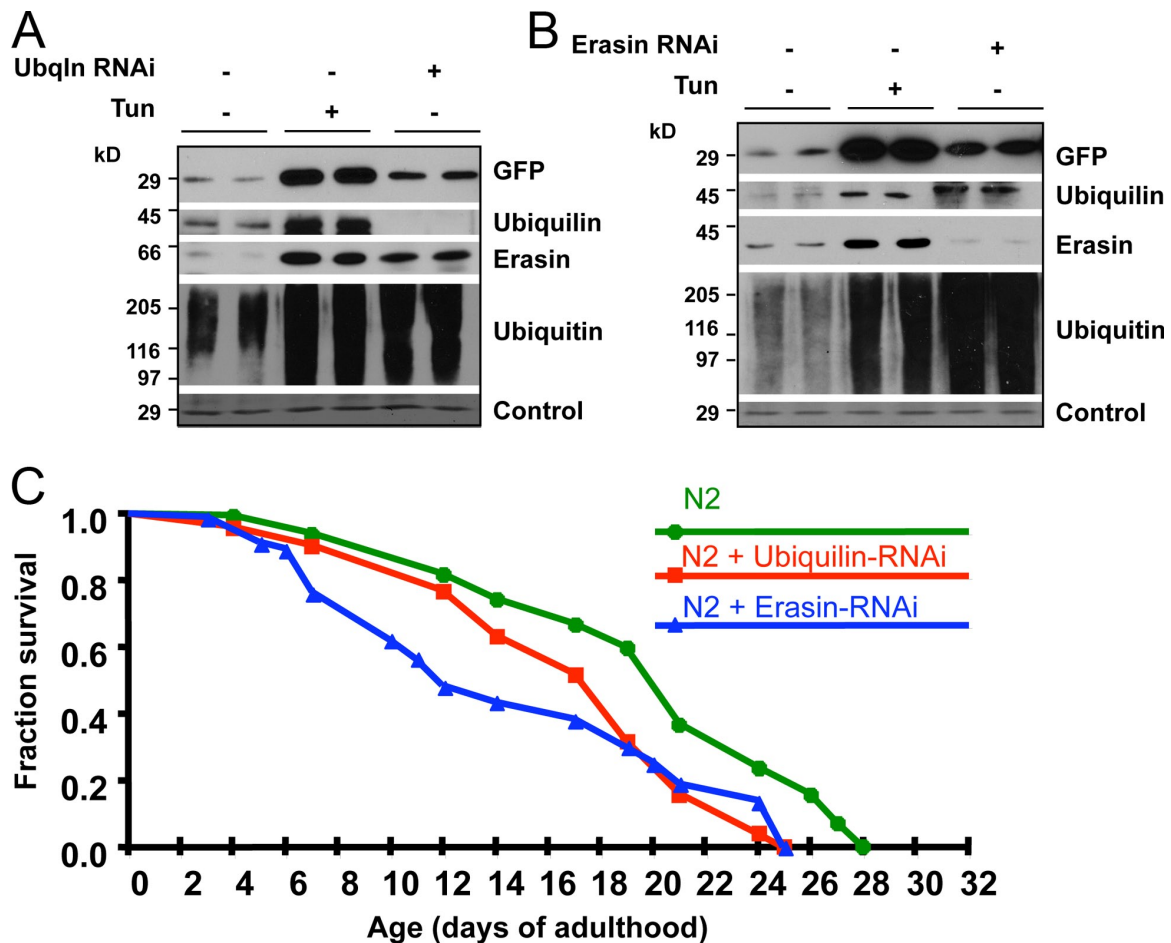 A
Ubqln RNAi - - +
Tun - + -
kD
29 GFP
45 Ubiquilin
66 Erasin
205
116
97
Ubiquitin
29 Control
B
Erasin RNAi - - +
Tun - + -
kD
29 GFP
45 Ubiquilin
45 Erasin
205
116
97
Ubiquitin
29 Control
C
N2
N2 + Ubiquilin-RNAi
N2 + Erasin-RNAi
Fraction survival
1.0
0.8
0.6
0.4
0.2
0.0
0 2 4 6 8 10 12 14 16 18 20 22 24 26 28 30 32
Age (days of adulthood)